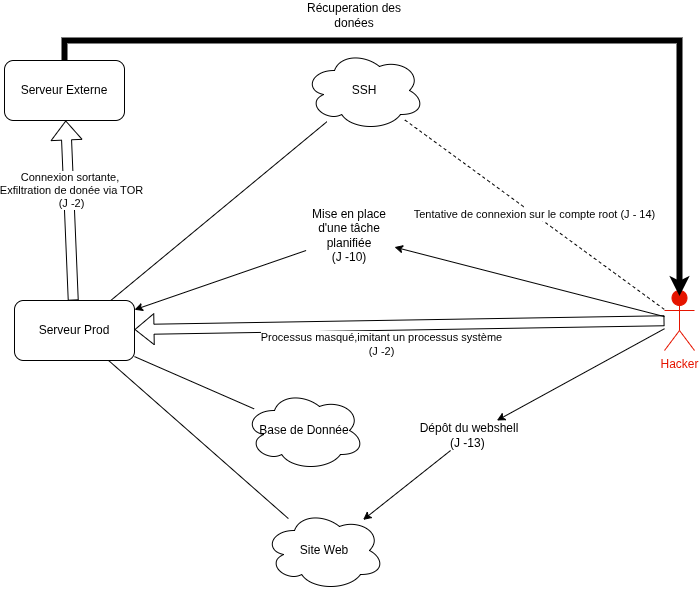 Récuperation des
donées
Serveur Externe
SSH
Connexion sortante,
Exfiltration de donée via TOR
(J -2)
Mise en place
d'une tâche
planifiée
(J -10)
Tentative de connexion sur le compte root (J - 14)
Serveur Prod
Processus masqué,imitant un processus système
(J -2)
Hacker
Base de Donnée
Dépôt du webshell
(J -13)
Site Web